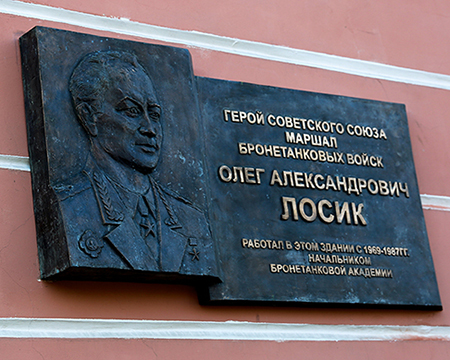 ГЕРОЙ СОВЕТСКОГО СОЮЗА
МАРШАЛ
БРОНЕТАНКОВЫХ ВОЙСК
ОЛЕГ АЛЕКСАНДРОВИЧ
ЛОСИК
РАБОТАЛ В ЭТОМ ЗДАНИИ С 1969-1987ГГ.
НАЧАЛЬНИКОМ
БРОНЕТАНКОВОЙ АКАДЕМИИ